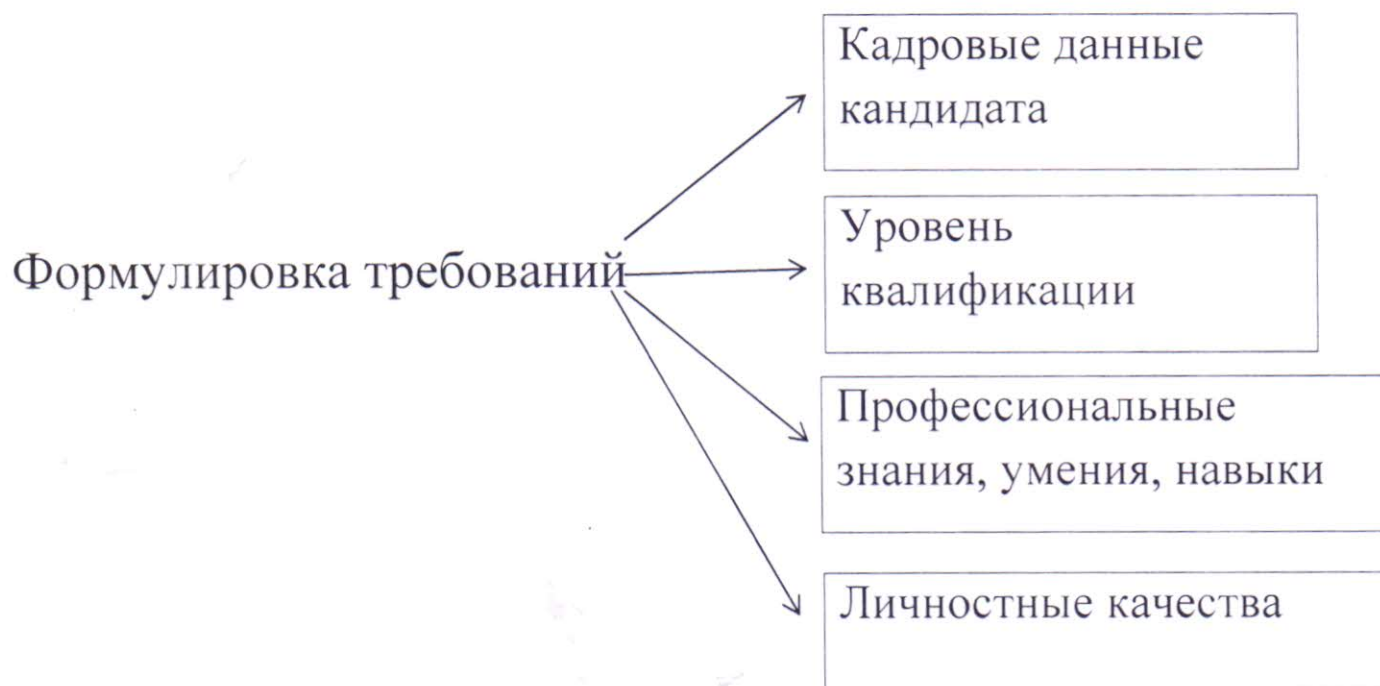 Кадровые данные
кандидата
Уровень
квалификации
Формулировка требований
Профессиональные
знания, умения, навыки
Личностные качества